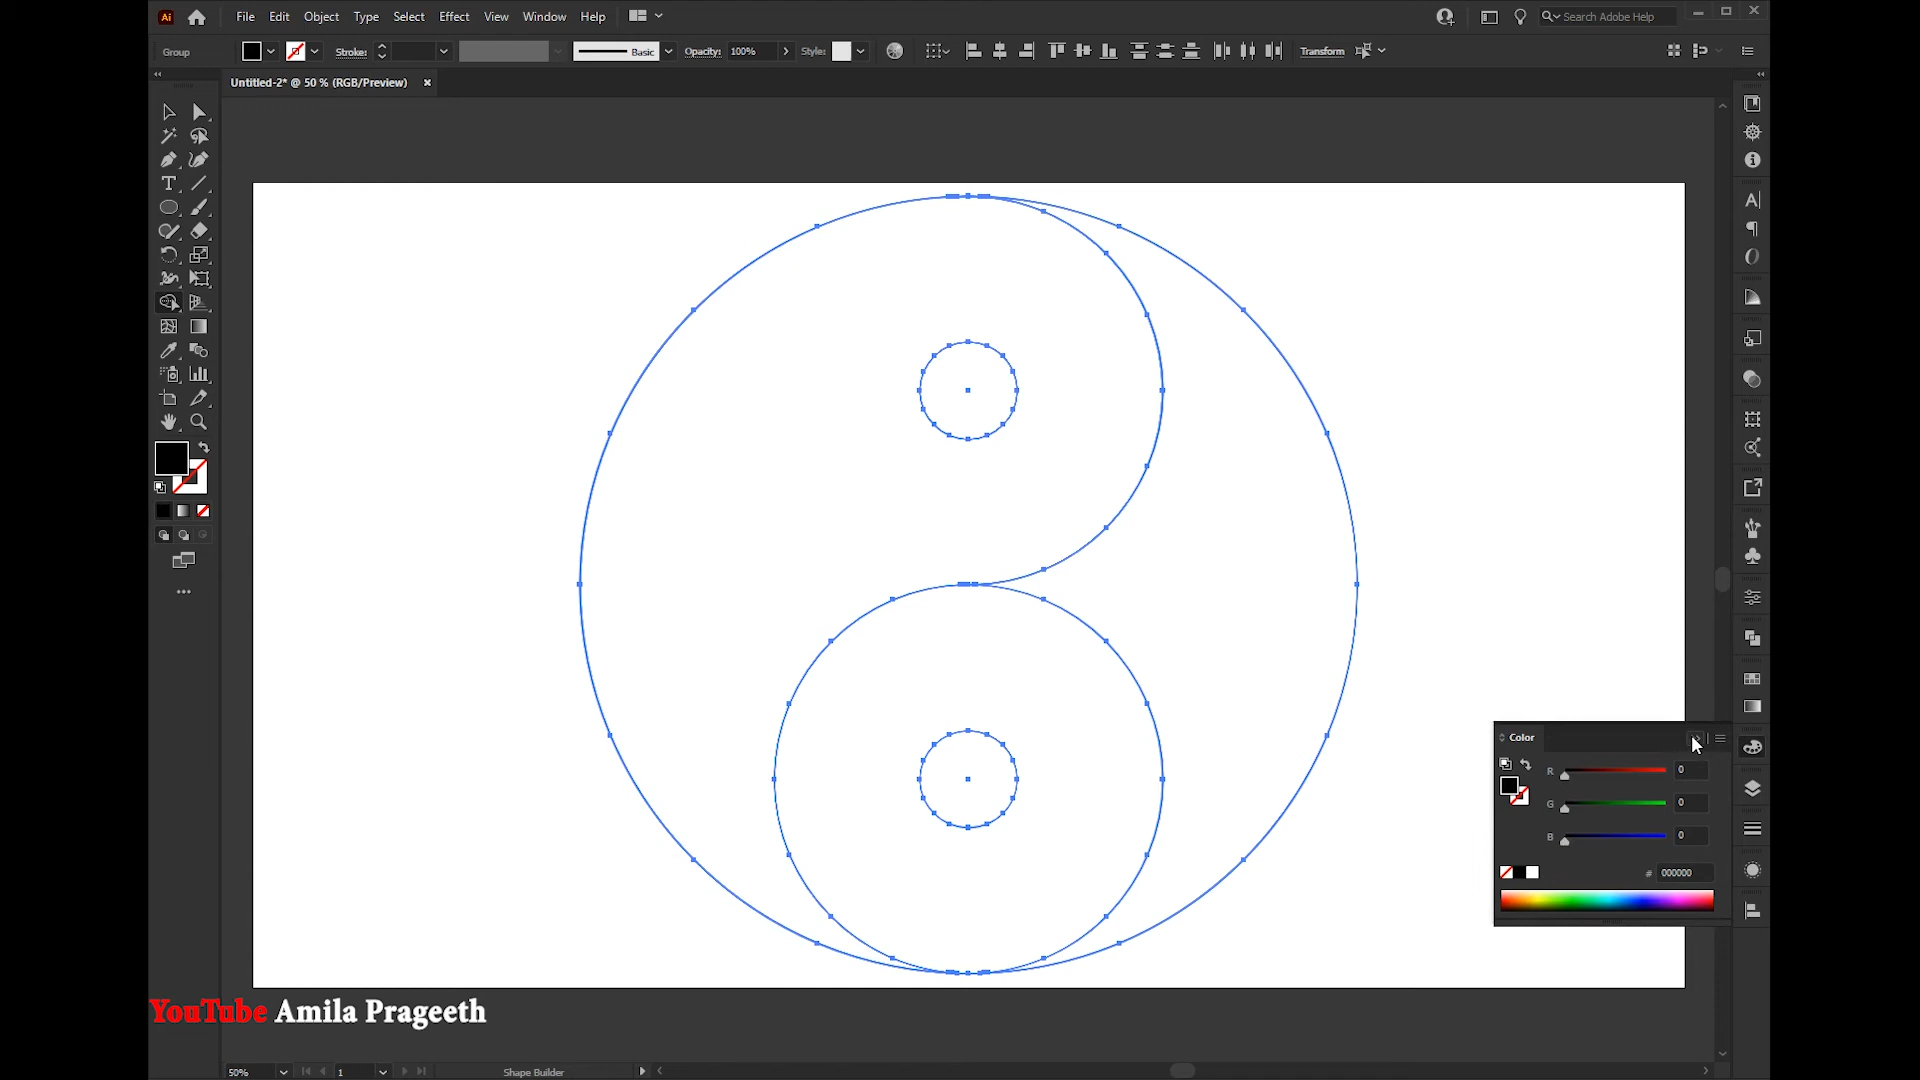 Ai File Edit Object Type Select Effect View Window Help Search Adobe Help
Group Stroke: Basic Opacity: 100% Style: Transform
Untitled-2* @ 50 % (RGB/Preview)
Color
R 0
G 0
B 0
# 000000
YouTube Amila Prageeth
50% 1 Shape Builder